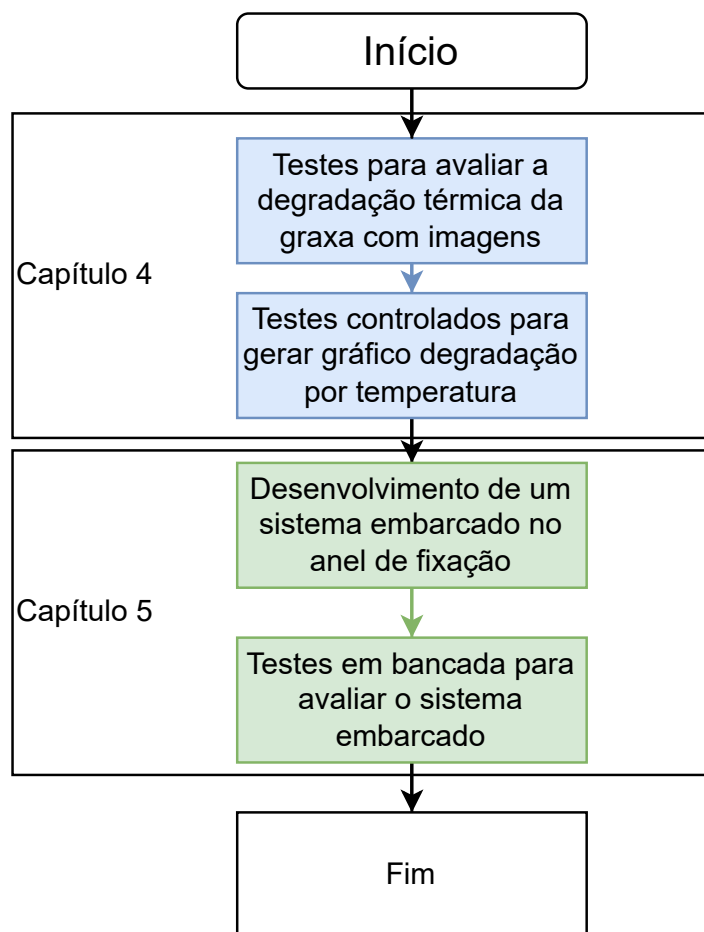 Início
Capítulo 4
Testes para avaliar a
degradação térmica da
graxa com imagens
Testes controlados para
gerar gráfico degradação
por temperatura
Capítulo 5
Desenvolvimento de um
sistema embarcado no
anel de fixação
Testes em bancada para
avaliar o sistema
embarcado
Fim